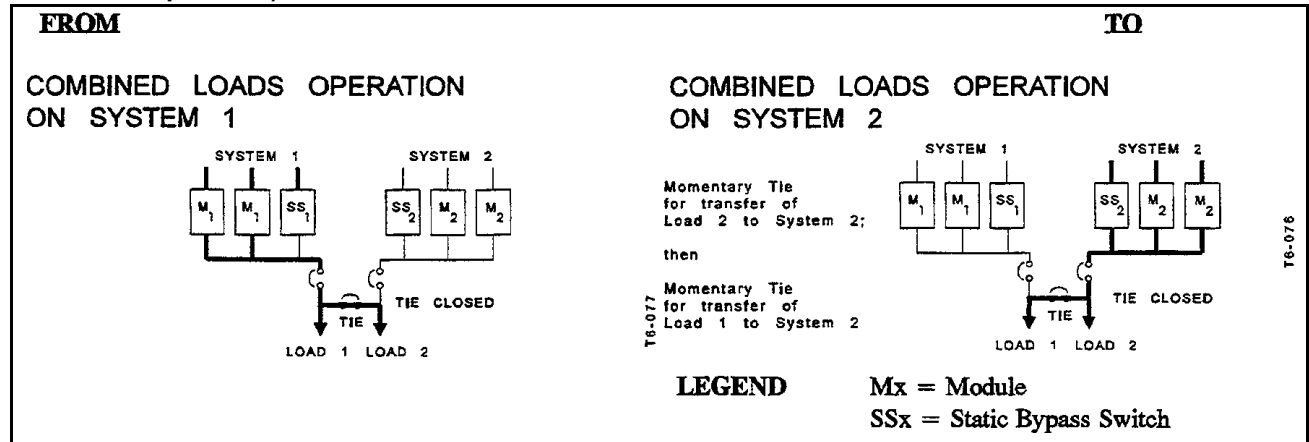 FROM
TO
COMBINED LOADS OPERATION
ON SYSTEM 1
SYSTEM 1
SYSTEM 2
M1
M1
SS1
SS2
M2
M2
TIE CLOSED
TIE
LOAD 1 LOAD 2
COMBINED LOADS OPERATION
ON SYSTEM 2
Momentary Tie
for transfer of
Load 2 to System 2;
then
Momentary Tie
for transfer of
Load 1 to System 2
T6-077
SYSTEM 1
SYSTEM 2
M1
M1
SS1
SS2
M2
M2
TIE CLOSED
TIE
LOAD 1 LOAD 2
T6-076
LEGEND
Mx = Module
SSx = Static Bypass Switch